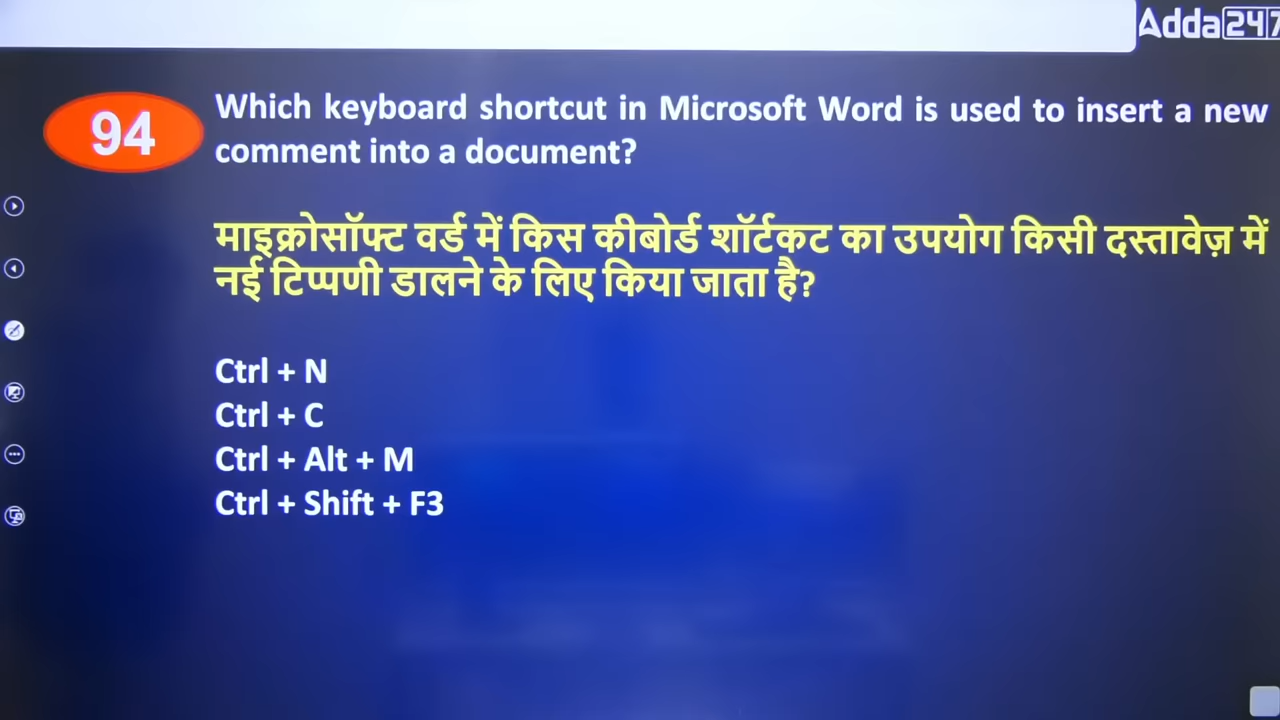 Adda247
94
Which keyboard shortcut in Microsoft Word is used to insert a new
comment into a document?
माइक्रोसॉफ्ट वर्ड में किस कीबोर्ड शॉर्टकट का उपयोग किसी दस्तावेज़ में
नई टिप्पणी डालने के लिए किया जाता है?
Ctrl + N
Ctrl + C
Ctrl + Alt + M
Ctrl + Shift + F3